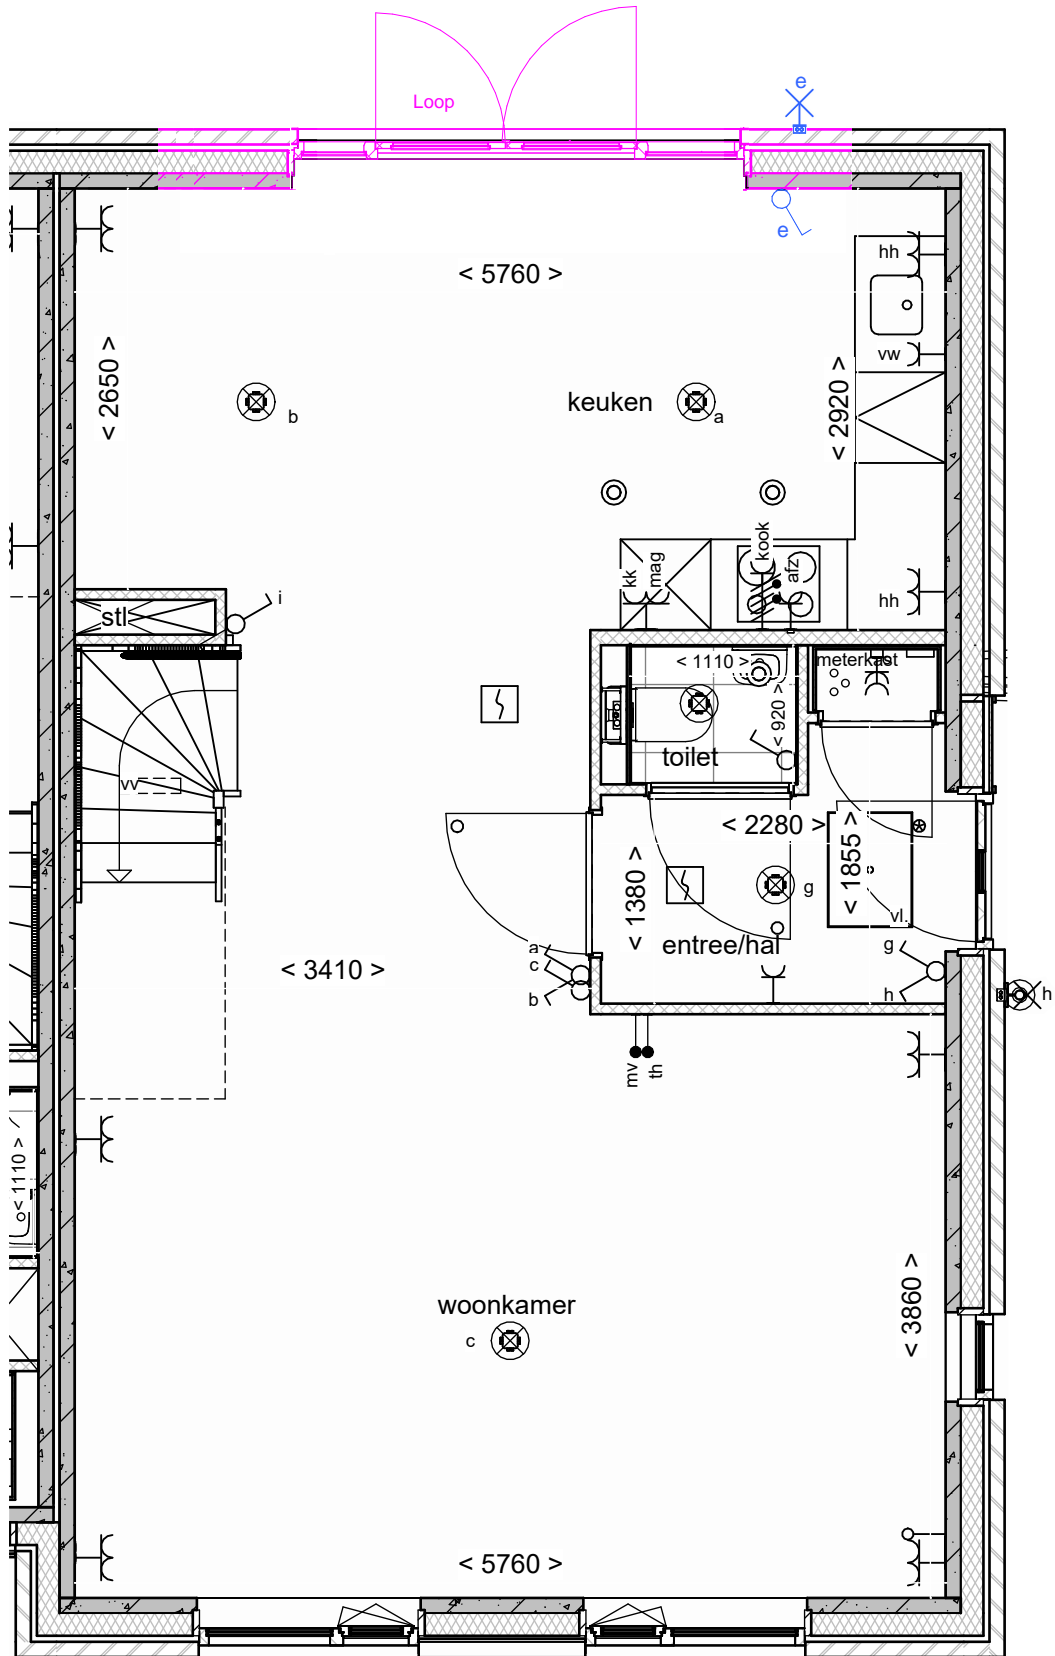 e
Loop
e
< 5760 >
hh
< 2650 >
vw
< 2920 >
b
keuken
a
kook
kk
mag
afz
hh
stl
i
< 1110 >
meterkast
< 920 >
toilet
vv
< 2280 >
< 1855 >
< 1380 >
g
vl.
entree/hal
a
c
b
g
h
h
< 3410 >
mv
th
< 1110 >
< 3860 >
woonkamer
c
< 5760 >